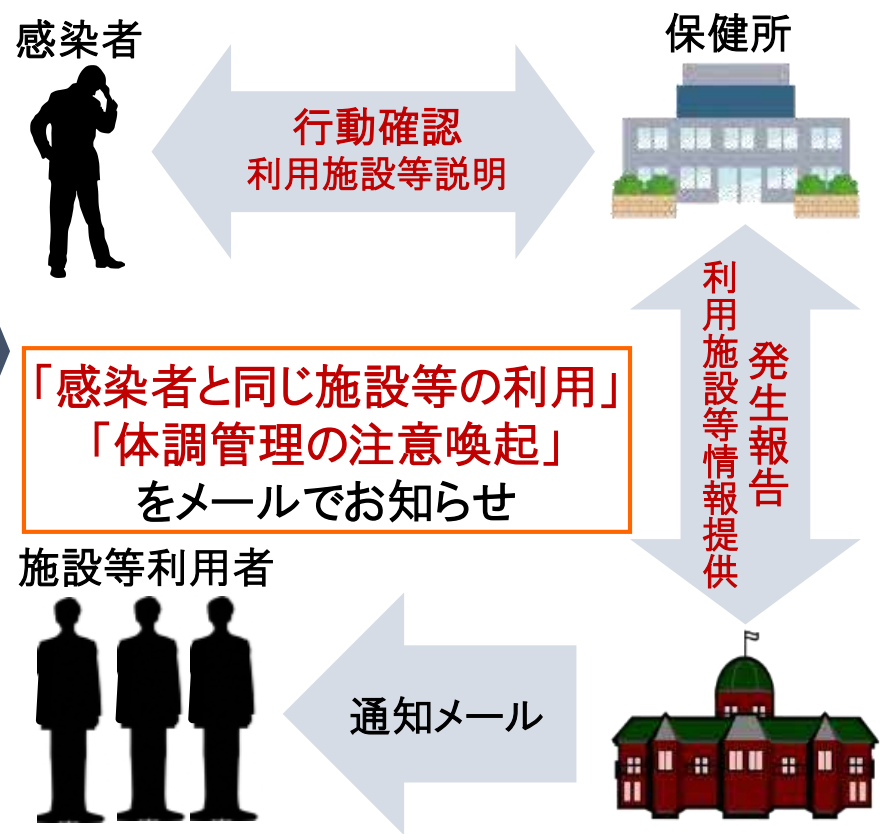 感染者
保健所
行動確認
利用施設等説明
発生報告
利用施設等情報提供
「感染者と同じ施設等の利用」
「体調管理の注意喚起」
をメールでお知らせ
施設等利用者
通知メール